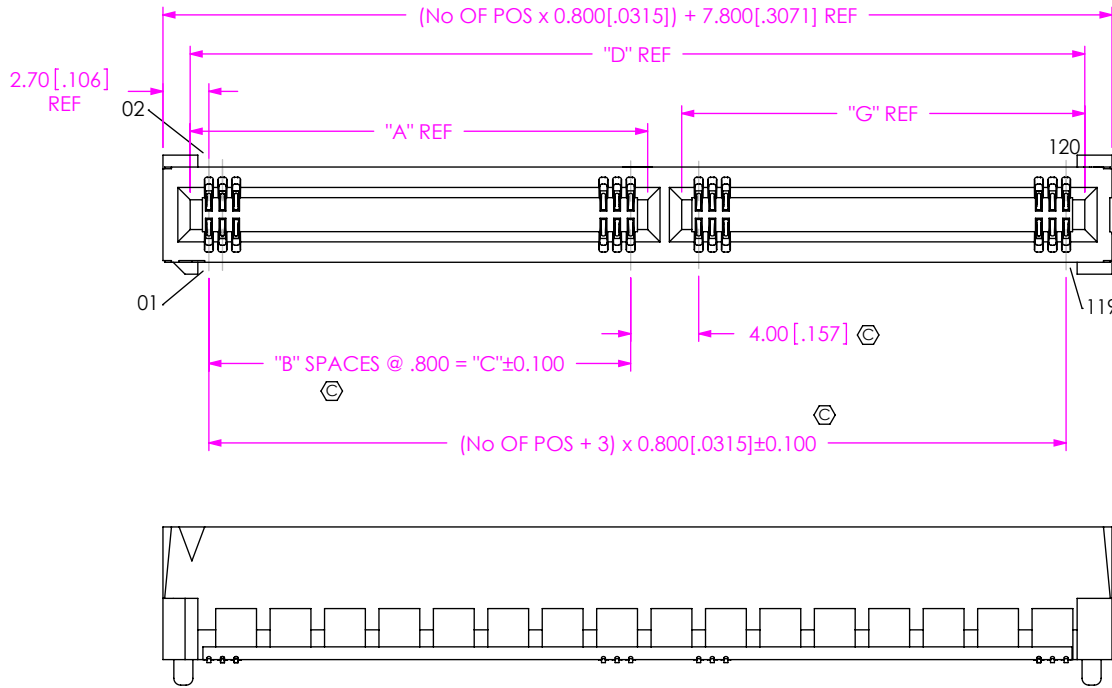 (No OF POS x 0.800[.0315]) + 7.800[.3071] REF
"D" REF
2.70 [.106]
REF
02
"A" REF
"G" REF
120
01
119
4.00 [.157] C
"B" SPACES @ .800 = "C"±0.100
C
C
(No OF POS + 3) x 0.800[.0315]±0.100